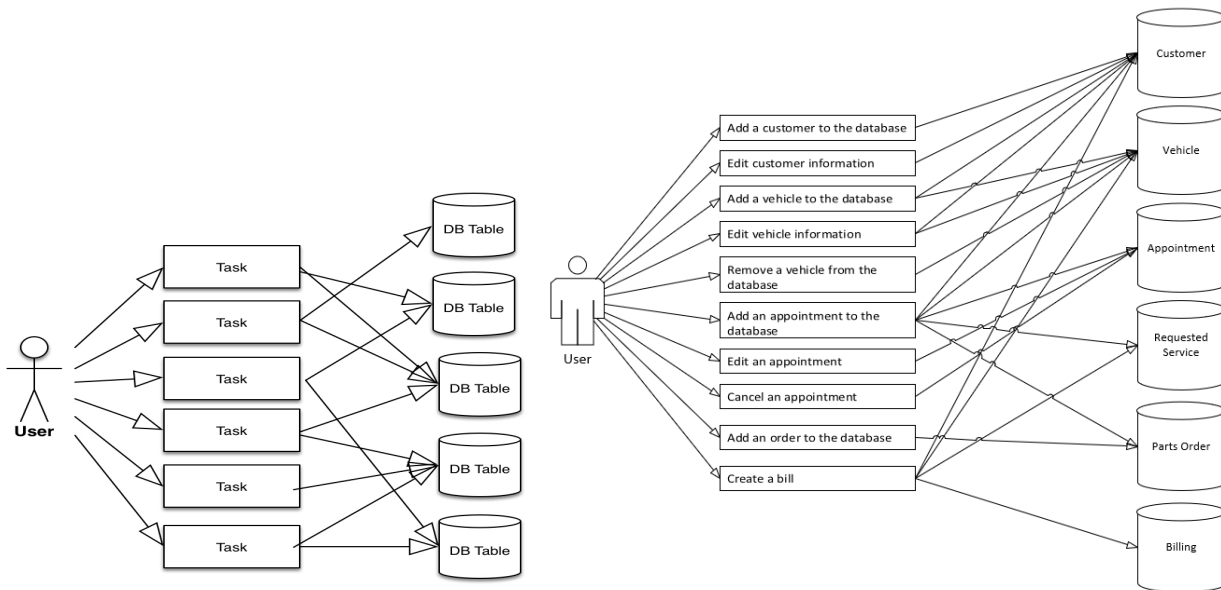 DB Table
Task
DB Table
Task
Task
DB Table
User
Task
DB Table
Task
Task
DB Table
Customer
Add a customer to the database
Vehicle
Edit customer information
Add a vehicle to the database
Edit vehicle information
Appointment
Remove a vehicle from the
database
Add an appointment to the
database
User
Requested
Service
Edit an appointment
Cancel an appointment
Add an order to the database
Parts Order
Create a bill
Billing